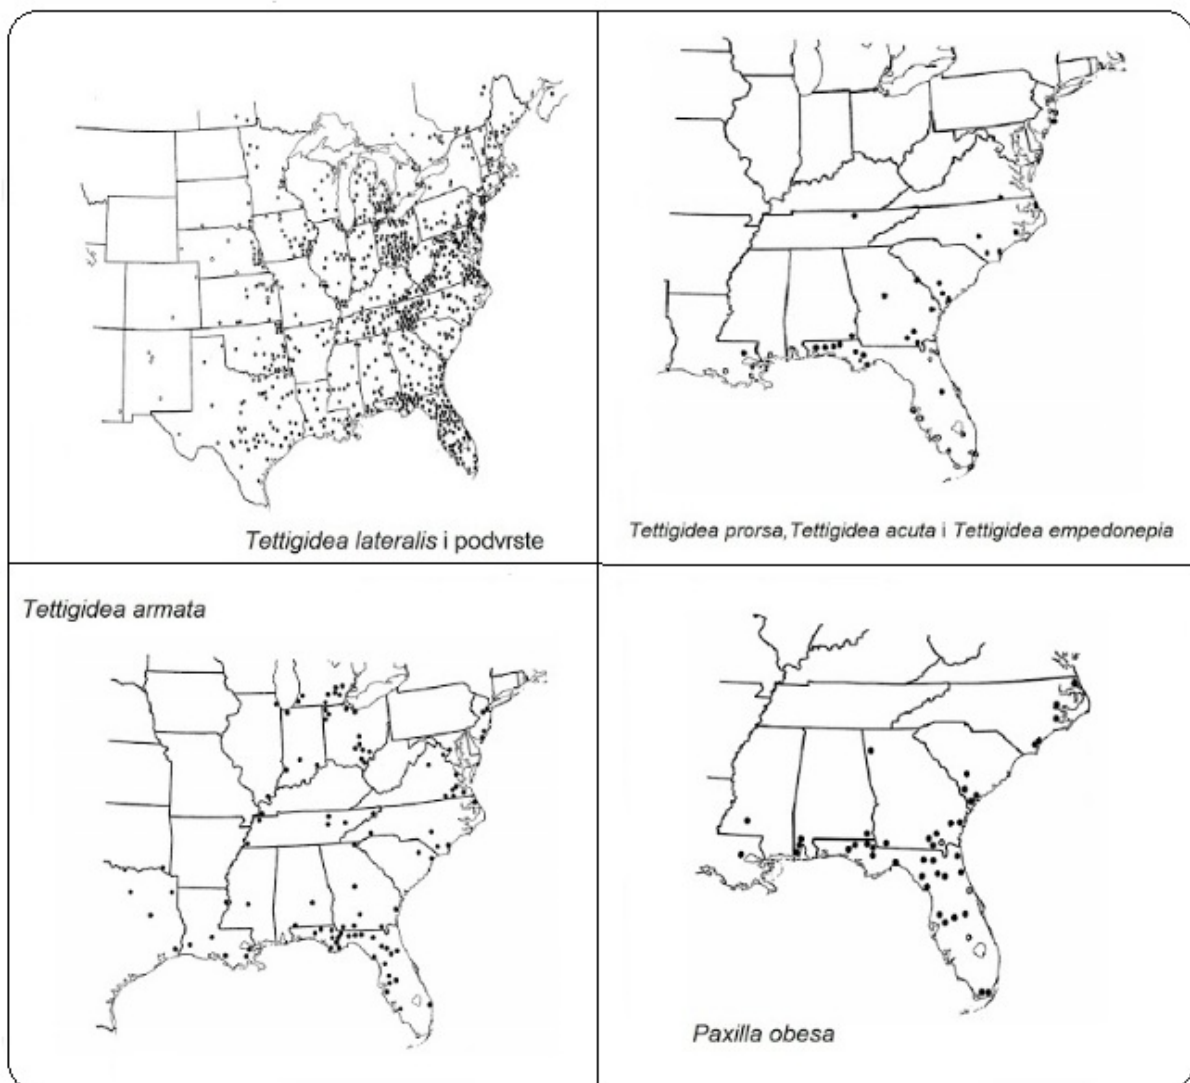 Tettigidea lateralis i podvrste
Tettigidea prorsa, Tettigidea acuta i Tettigidea empedonepia
Tettigidea armata
Paxilla obesa